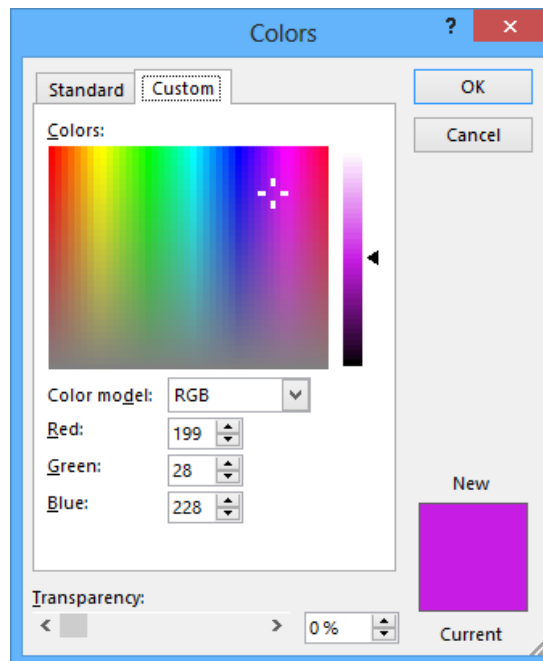 Colors ? ×
Standard Custom OK
Colors: Cancel
Color model: RGB
Red: 199
Green: 28
Blue: 228
New
Transparency:
0 %
Current